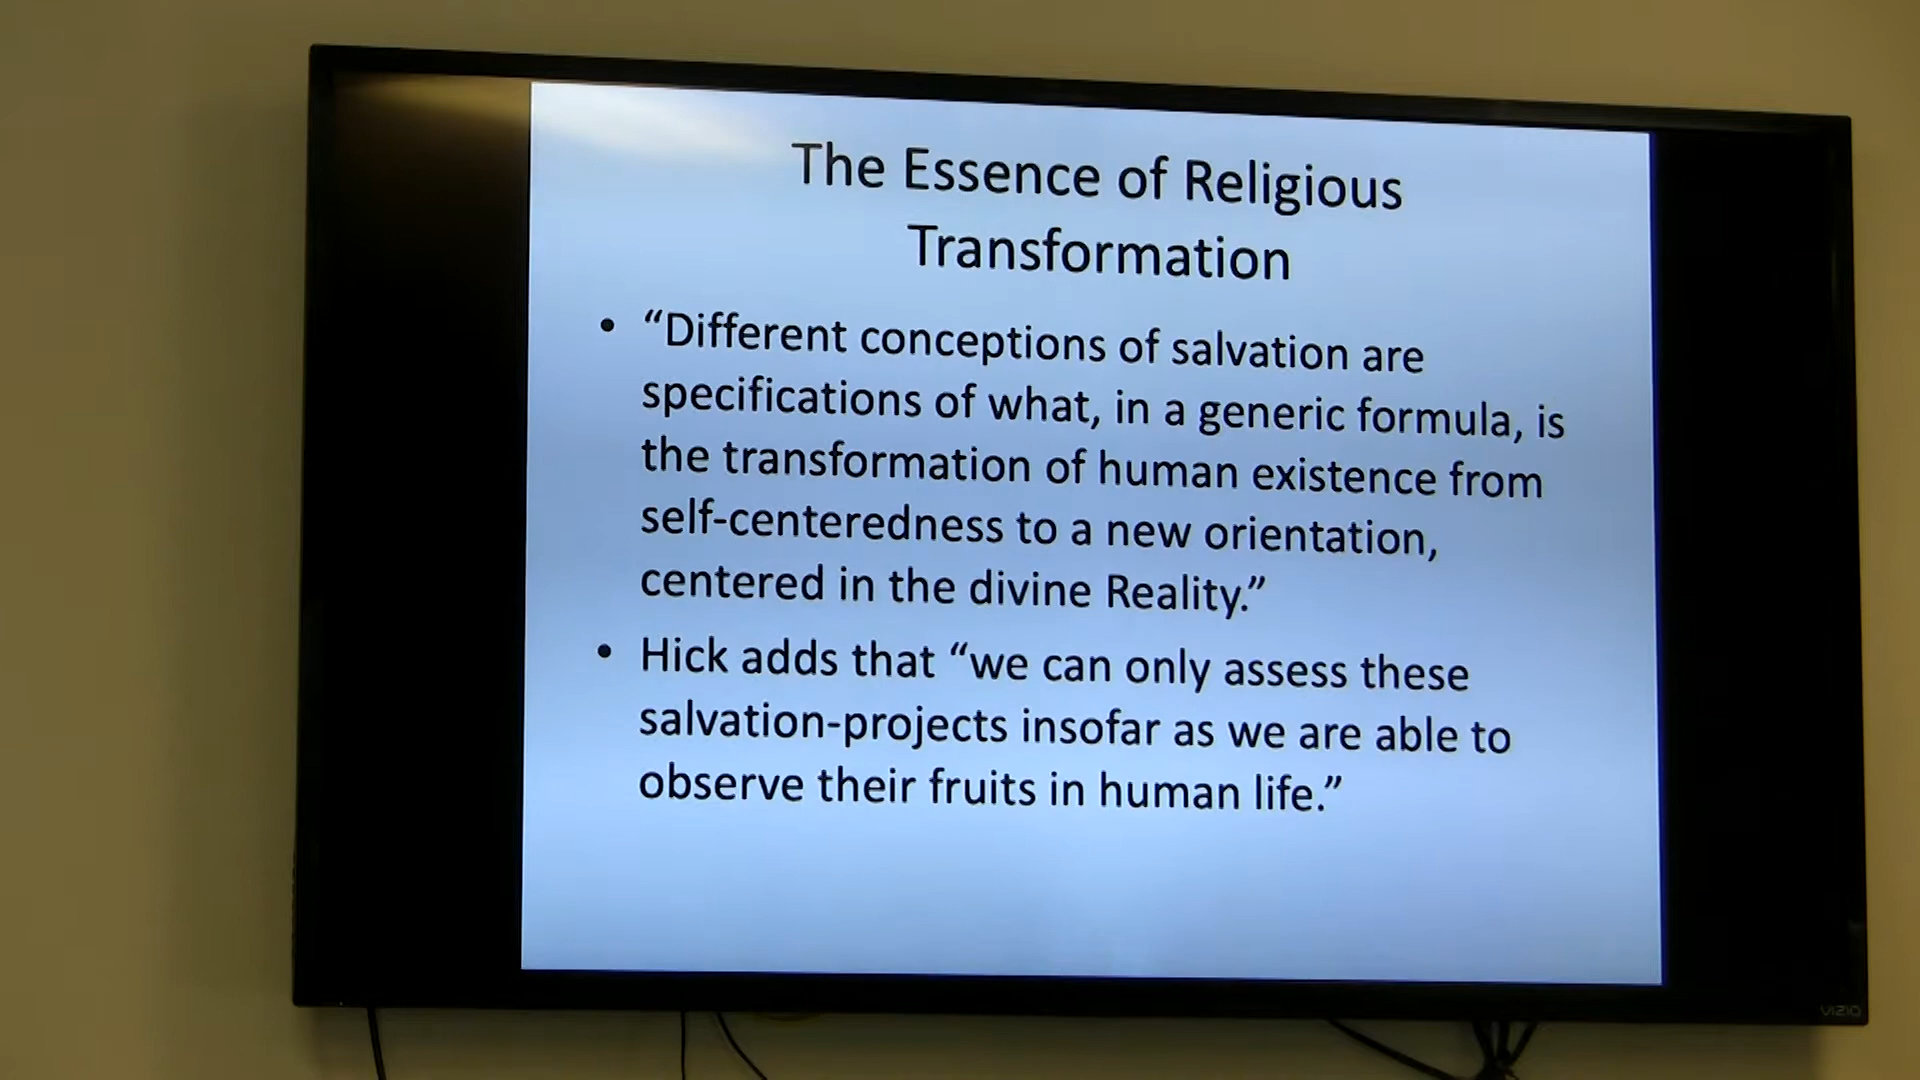 The Essence of Religious
Transformation
• “Different conceptions of salvation are
specifications of what, in a generic formula, is
the transformation of human existence from
self-centeredness to a new orientation,
centered in the divine Reality.”
• Hick adds that “we can only assess these
salvation-projects insofar as we are able to
observe their fruits in human life.”
VIZIO